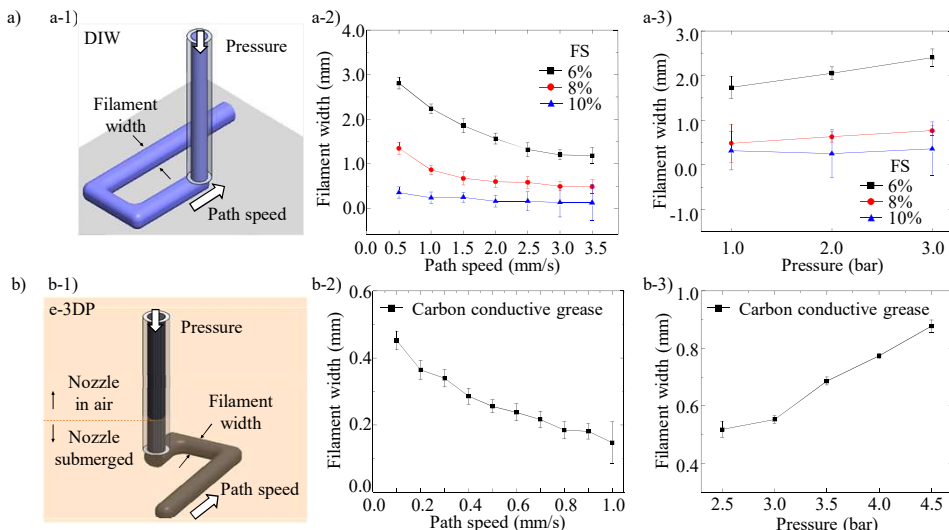 a)
a-1)
DIW
Pressure
Filament
width
Path speed
a-2)
Filament width (mm)
4.0
3.0
2.0
1.0
0.0
FS
6%
8%
10%
0.0 0.5 1.0 1.5 2.0 2.5 3.0 3.5
Path speed (mm/s)
a-3)
Filament width (mm)
3.0
2.0
1.0
0.0
-1.0
FS
6%
8%
10%
1.0 2.0 3.0
Pressure (bar)
b)
b-1)
e-3DP
Pressure
Nozzle
in air
Nozzle
submerged
Filament
width
Path speed
b-2)
Filament width (mm)
0.6
0.4
0.2
0.0
Carbon conductive grease
0.0 0.2 0.4 0.6 0.8 1.0
Path speed (mm/s)
b-3)
Filament width (mm)
1.0
0.8
0.6
0.4
Carbon conductive grease
2.5 3.0 3.5 4.0 4.5
Pressure (bar)